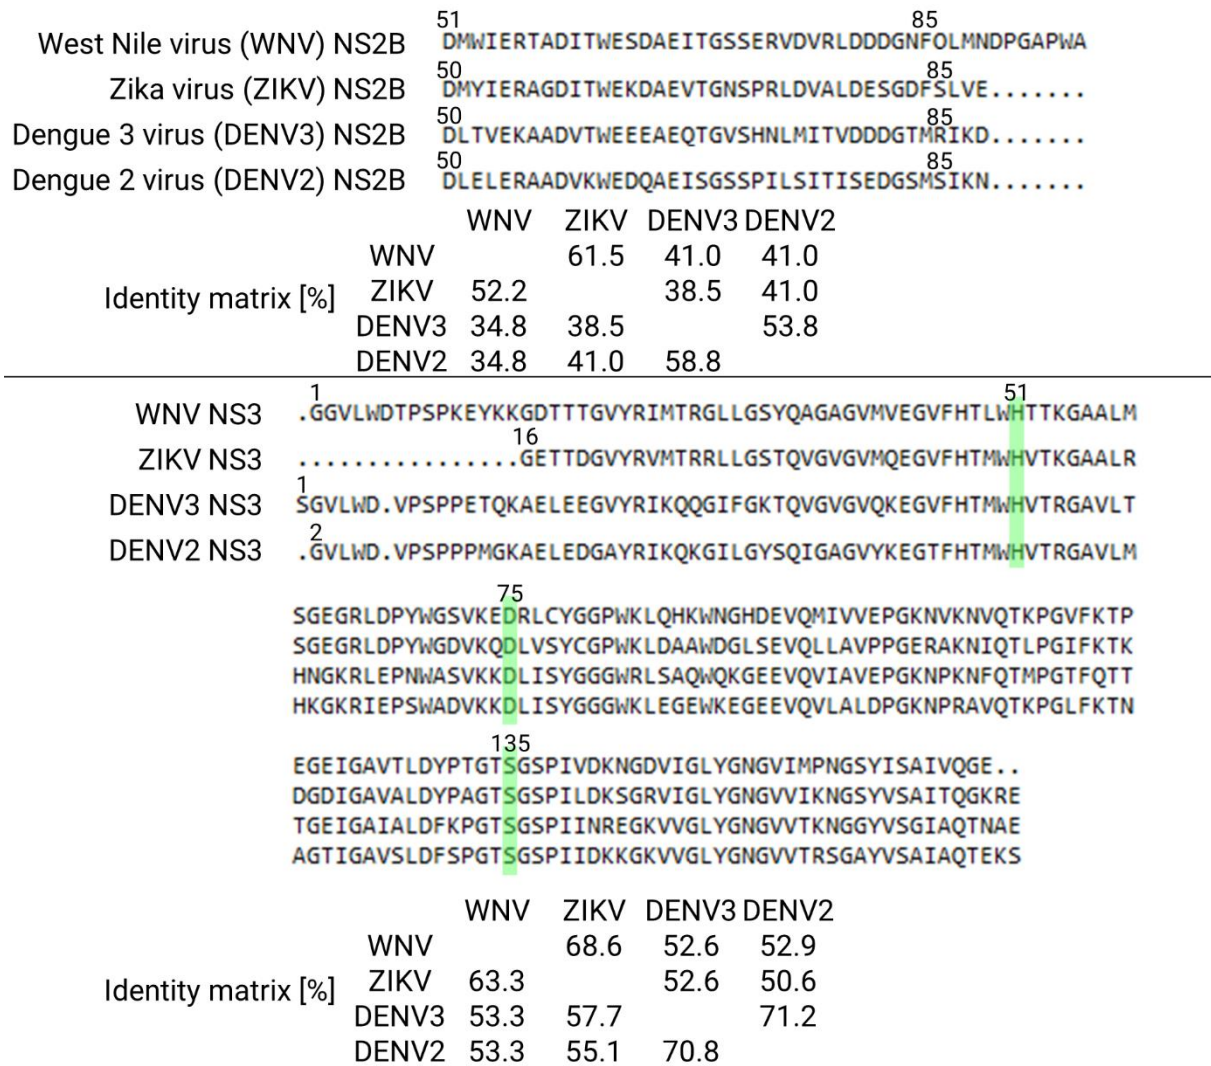 51 85
West Nile virus (WNV) NS2B DMWIERTADITWESDAEITGSSERVDVRLDDDGNFOLMNDPGAPWA
50 85
Zika virus (ZIKV) NS2B DMYIERAGDITWEKDAEVTGNSPRLDVALDESGDFSLVE.......
50 85
Dengue 3 virus (DENV3) NS2B DLTVEKAADVTWEEEAEQTGVSHNLMITVDDDGTMRIKD.......
50 85
Dengue 2 virus (DENV2) NS2B DLELERAADVKWEDQAEISGSSPILSITISEDGSMSIKN.......
WNV ZIKV DENV3 DENV2
WNV 61.5 41.0 41.0
Identity matrix [%] ZIKV 52.2 38.5 41.0
DENV3 34.8 38.5 53.8
DENV2 34.8 41.0 58.8
1 51
WNV NS3 .GGVLWDTPSPKEYKKGDTTTGVYRIMTRGLLGSYQAGAGVMVEGVFHTLWHTTKGAALM
16
ZIKV NS3 ................GETTDGVYRVMTRRLLGSTQVGVGVMQEGVFHTMWHVTKGAALR
1
DENV3 NS3 SGVLWD.VPSPPETQKAELEEGVYRIKQQGIFGKTQVGVGVQKEGVFHTMWHVTRGAVLT
2
DENV2 NS3 .GVLWD.VPSPPPMGKAELEDGAYRIKQKGILGYSQIGAGVYKEGTFHTMWHVTRGAVLM
75
SGEGRLDPYWGSVKEDRLCYGGPWKLQHKWNGHDEVQMIVVEPGKNVKNVQTKPGVFKTP
SGEGRLDPYWGDVKQDLVSYCGPWKLDAAWDGLSEVQLLAVPPGERAKNIQTLPGIFKTK
HNGKRLEPNWASVKKDLISYGGGWRLSAQWQKGEEVQVIAVEPGKNPKNFQTMPGTFQTT
HKGKRIEPSWADVKKDLISYGGGWKLEGEWKEGEEVQVLALDPGKNPRAVQTKPGLFKTN
135
EGEIGAVTLDYPTGTSGSPIVDKNGDVIGLYGNGVIMPNGSYISAIVQGE..
DGDIGAVALDYPAGTSGSPILDKSGRVIGLYGNGVVIKNGSYVSAITQGKRE
TGEIGAIALDFKPGTSGSPIINREGKVVGLYGNGVVTKNGGYVSGIAQTNAE
AGTIGAVSLDFSPGTSGSPIIDKKGKVVGLYGNGVVTRSGAYVSAIAQTEKS
WNV ZIKV DENV3 DENV2
WNV 68.6 52.6 52.9
Identity matrix [%] ZIKV 63.3 52.6 50.6
DENV3 53.3 57.7 71.2
DENV2 53.3 55.1 70.8